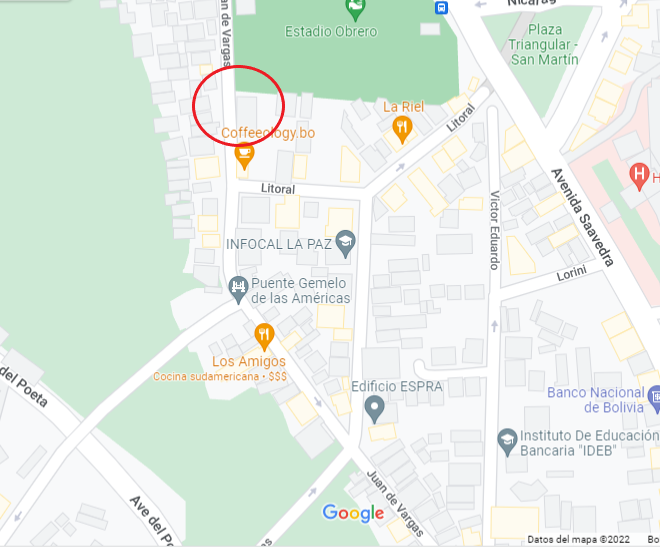 Nicarag
Estadio Obrero
Plaza
Triangular -
San Martín
an de Vargas
La Riel
Litoral
Coffeeology.bo
Avenida Saavedra
H
Litoral
Victor Eduardo
INFOCAL LA PAZ
Lorini
Puente Gemelo
de las Américas
Los Amigos
Cocina sudamericana • $$$
del Poeta
Edificio ESPRA
Banco Nacional
de Bolivia
Instituto De Educación
Bancaria "IDEB"
Juan de Vargas
Ave del Poe
Google
Datos del mapa ©2022
Bo